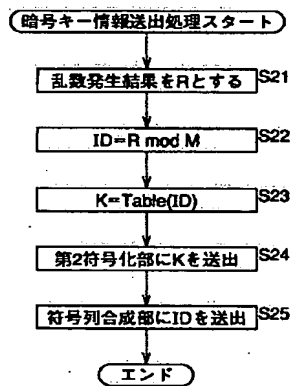 暗号キー情報送出処理スタート
乱数発生結果をRとする S21
ID=R mod M S22
K=Table(ID) S23
第2符号化部にKを送出 S24
符号列合成部にIDを送出 S25
エンド